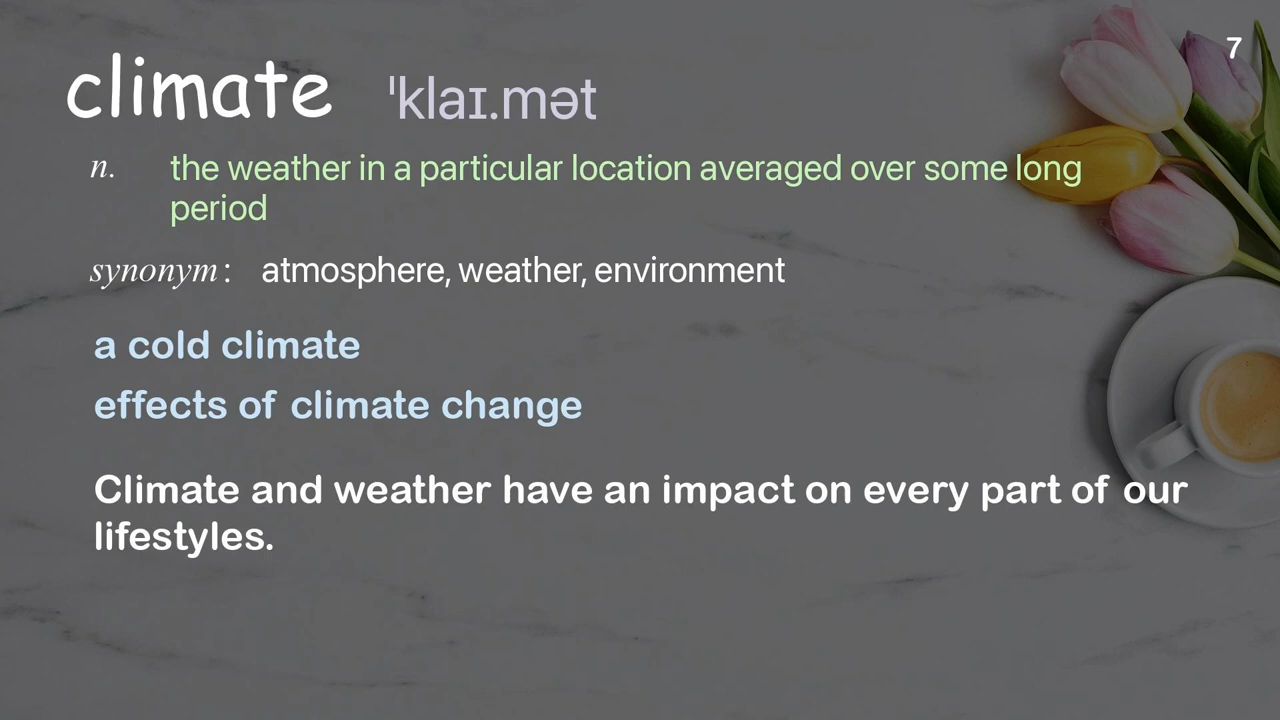 7
climate ˈklaɪ.mət
n. the weather in a particular location averaged over some long
period
synonym: atmosphere, weather, environment
a cold climate
effects of climate change
Climate and weather have an impact on every part of our
lifestyles.